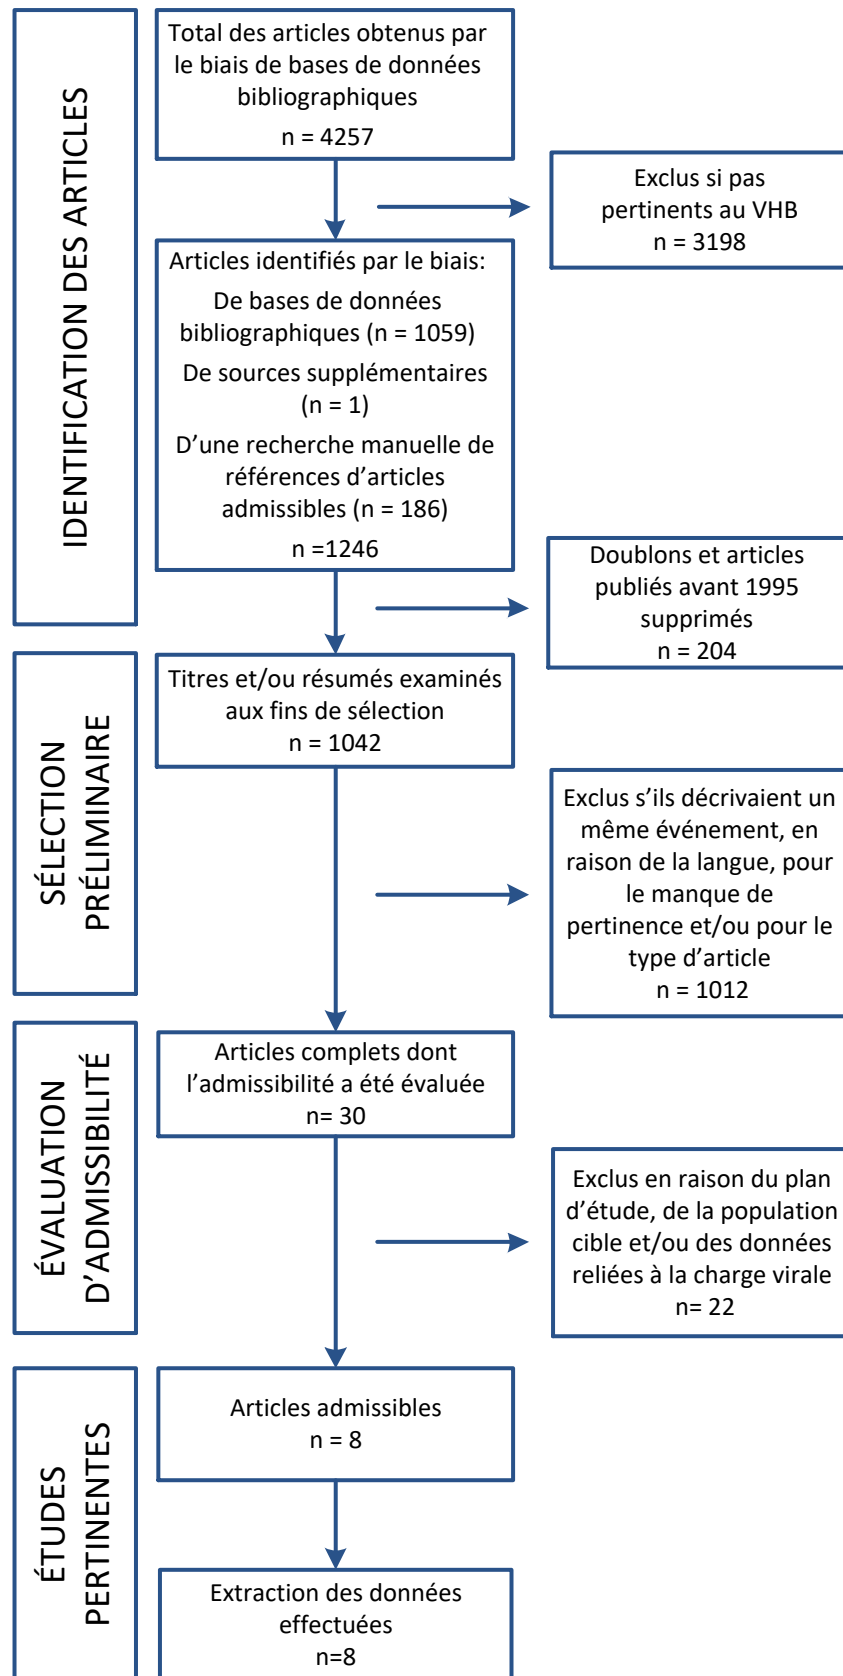 IDENTIFICATION DES ARTICLES
Total des articles obtenus par
le biais de bases de données
bibliographiques
n = 4257
Exclus si pas
pertinents au VHB
n = 3198
Articles identifiés par le biais:
De bases de données
bibliographiques (n = 1059)
De sources supplémentaires
(n = 1)
D’une recherche manuelle de
références d’articles
admissibles (n = 186)
n =1246
Doublons et articles
publiés avant 1995
supprimés
n = 204
SÉLECTION
PRÉLIMINAIRE
Titres et/ou résumés examinés
aux fins de sélection
n = 1042
Exclus s’ils décrivaient un
même événement, en
raison de la langue, pour
le manque de
pertinence et/ou pour le
type d’article
n = 1012
ÉVALUATION
D’ADMISSIBILITÉ
Articles complets dont
l’admissibilité a été évaluée
n= 30
Exclus en raison du plan
d’étude, de la population
cible et/ou des données
reliées à la charge virale
n= 22
ÉTUDES
PERTINENTES
Articles admissibles
n = 8
Extraction des données
effectuées
n=8